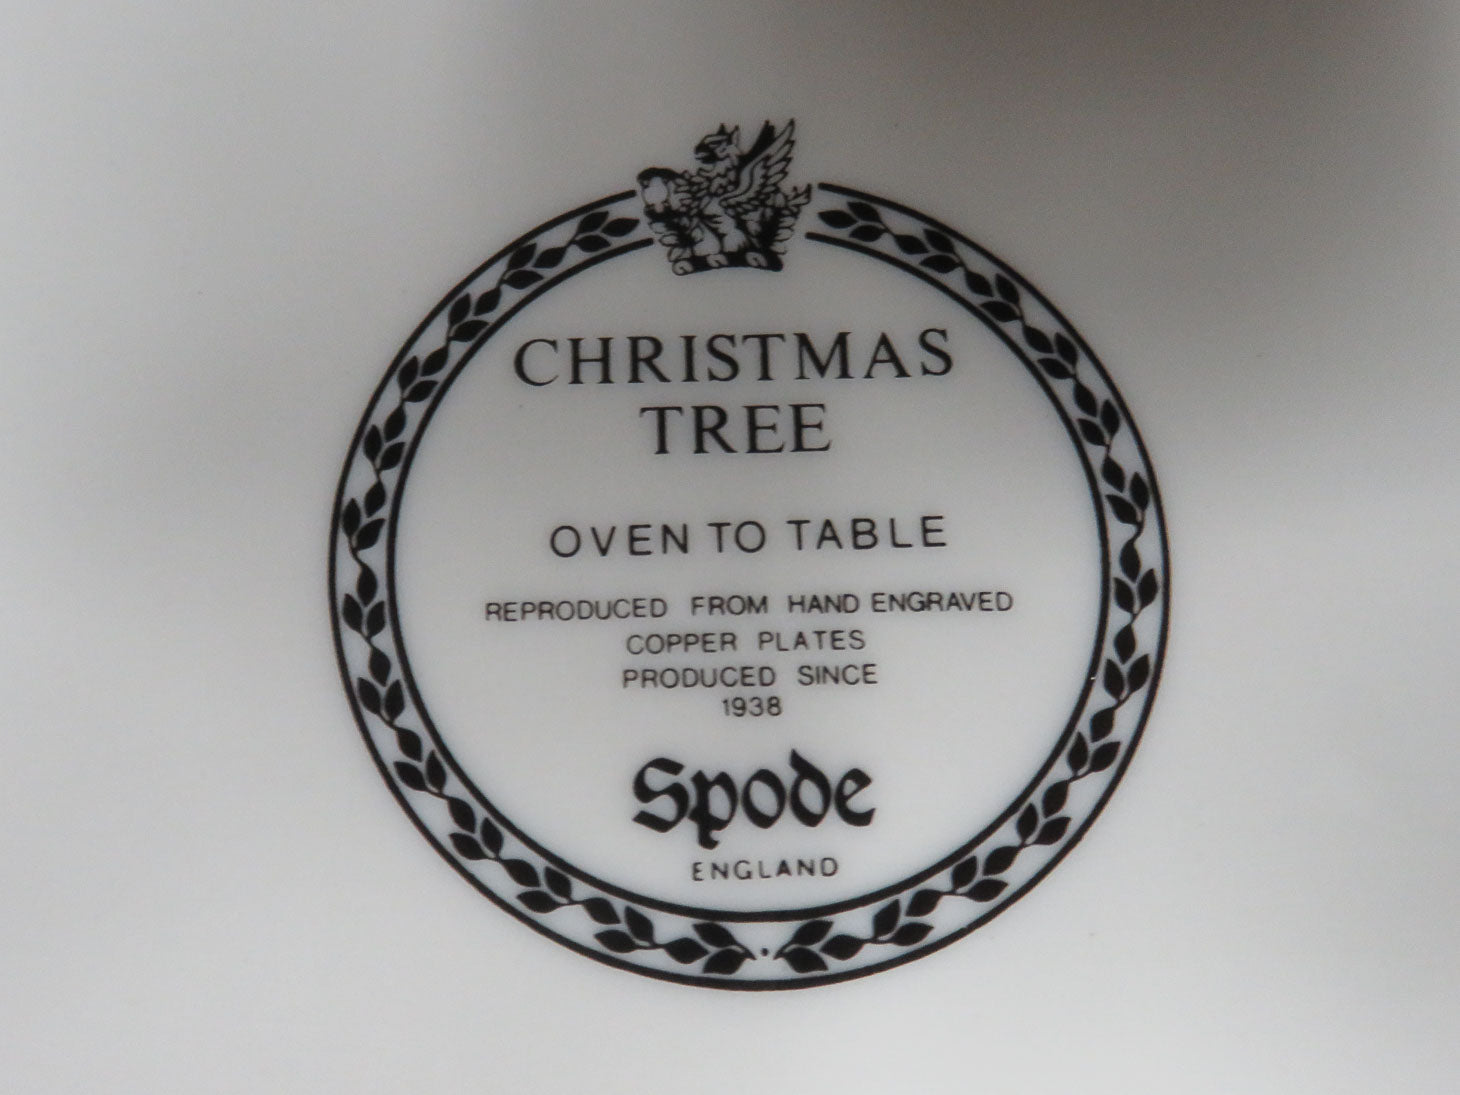 CHRISTMAS
TREE
OVEN TO TABLE
REPRODUCED FROM HAND ENGRAVED
COPPER PLATES
PRODUCED SINCE
1938
Spode
ENGLAND